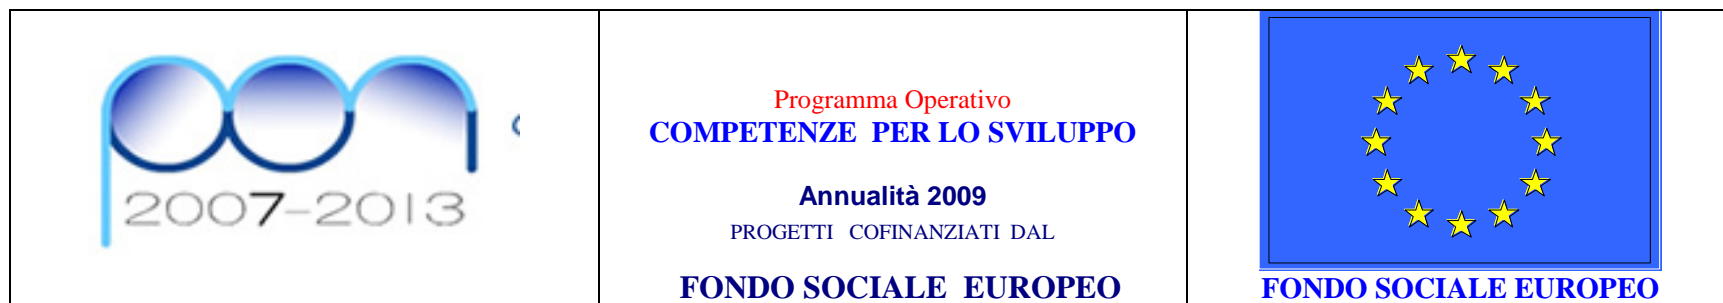 pon
2007-2013
Programma Operativo
COMPETENZE PER LO SVILUPPO
Annualità 2009
PROGETTI COFINANZIATI DAL
FONDO SOCIALE EUROPEO
FONDO SOCIALE EUROPEO